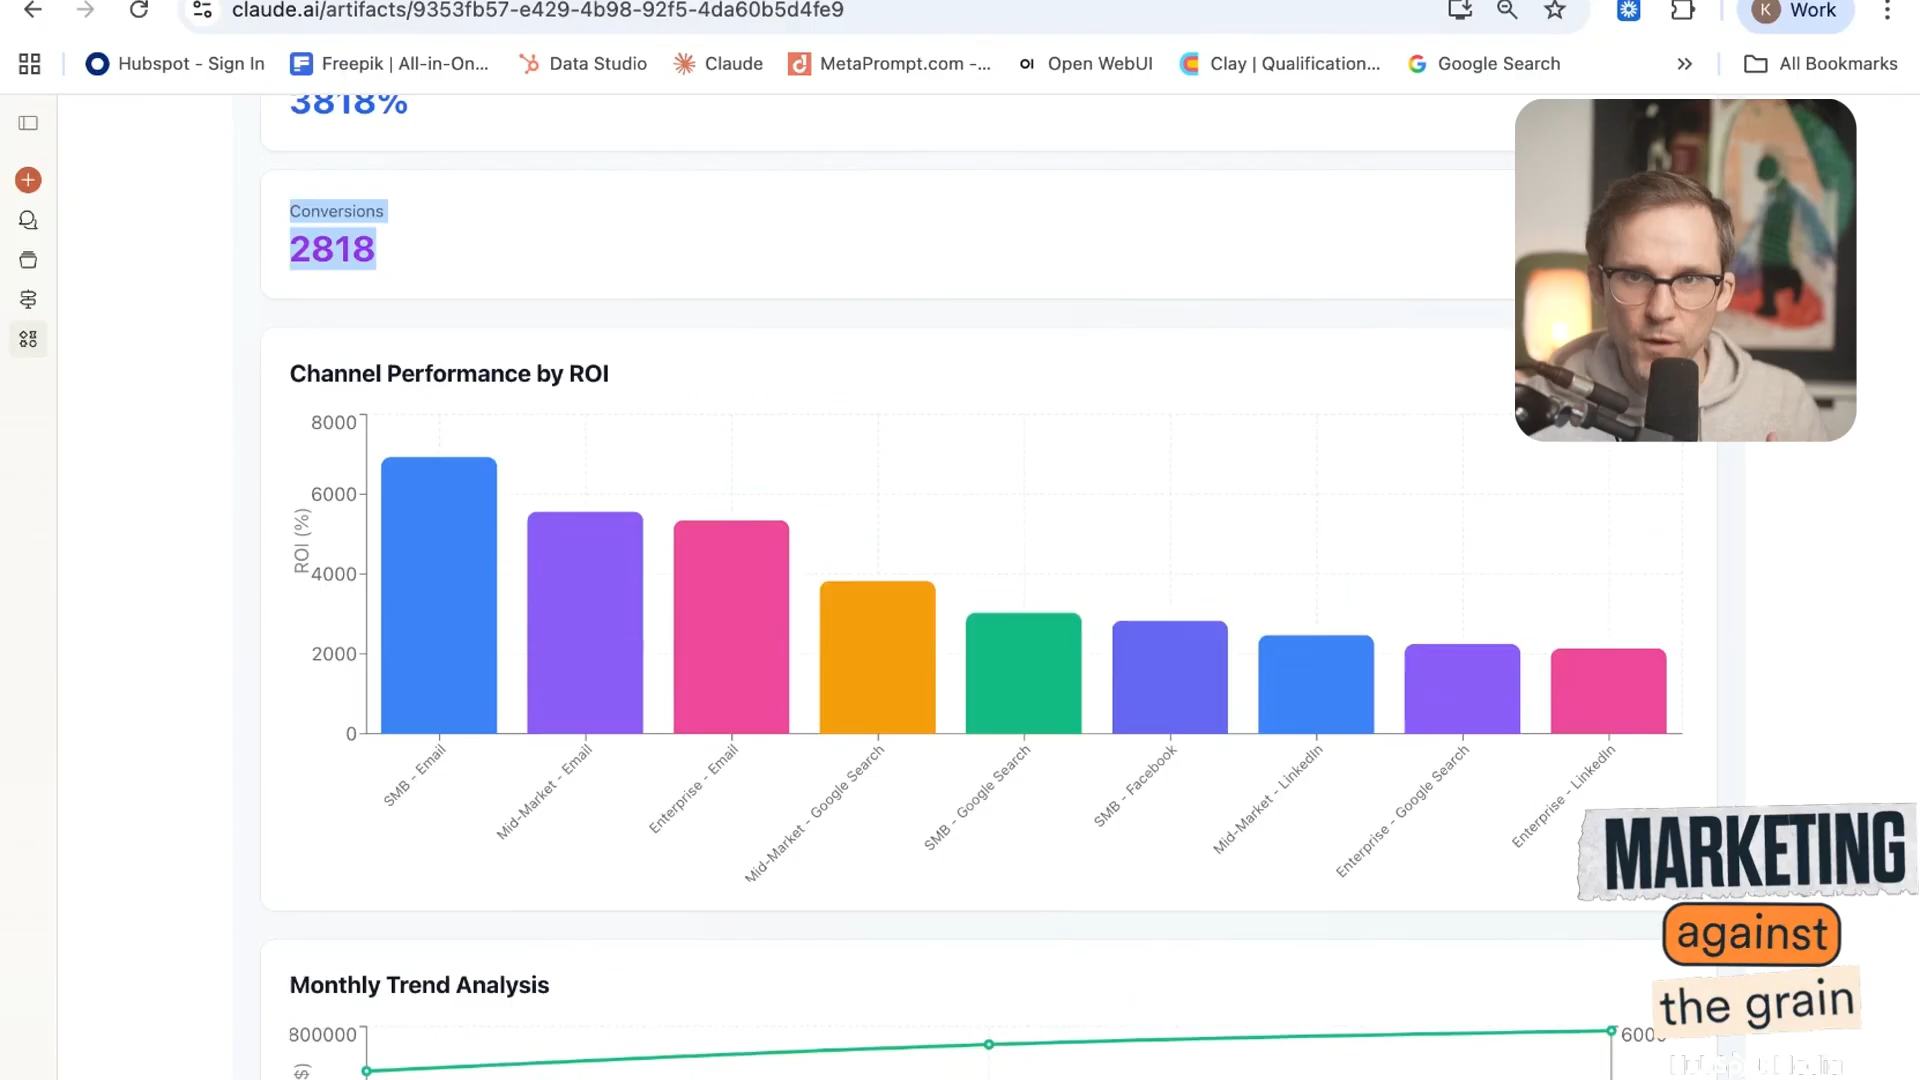 claude.ai/artifacts/9353fb57-e429-4b98-92f5-4da60b5d4fe9
K Work
Hubspot - Sign In
Freepik | All-in-On...
Data Studio
Claude
MetaPrompt.com -...
OI Open WebUI
Clay | Qualification...
Google Search
All Bookmarks
3818%
Conversions
2818
Channel Performance by ROI
8000
6000
4000
2000
0
ROI (%)
SMB - Email
Mid-Market - Email
Enterprise - Email
Mid-Market - Google Search
SMB - Google Search
SMB - Facebook
Mid-Market - LinkedIn
Enterprise - Google Search
Enterprise - LinkedIn
MARKETING
against
the grain
Monthly Trend Analysis
800000